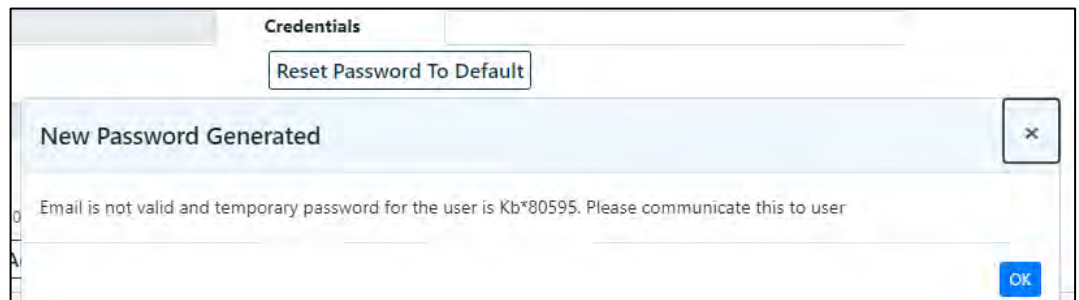 Credentials
Reset Password To Default
New Password Generated
×
Email is not valid and temporary password for the user is Kb*80595. Please communicate this to user
OK